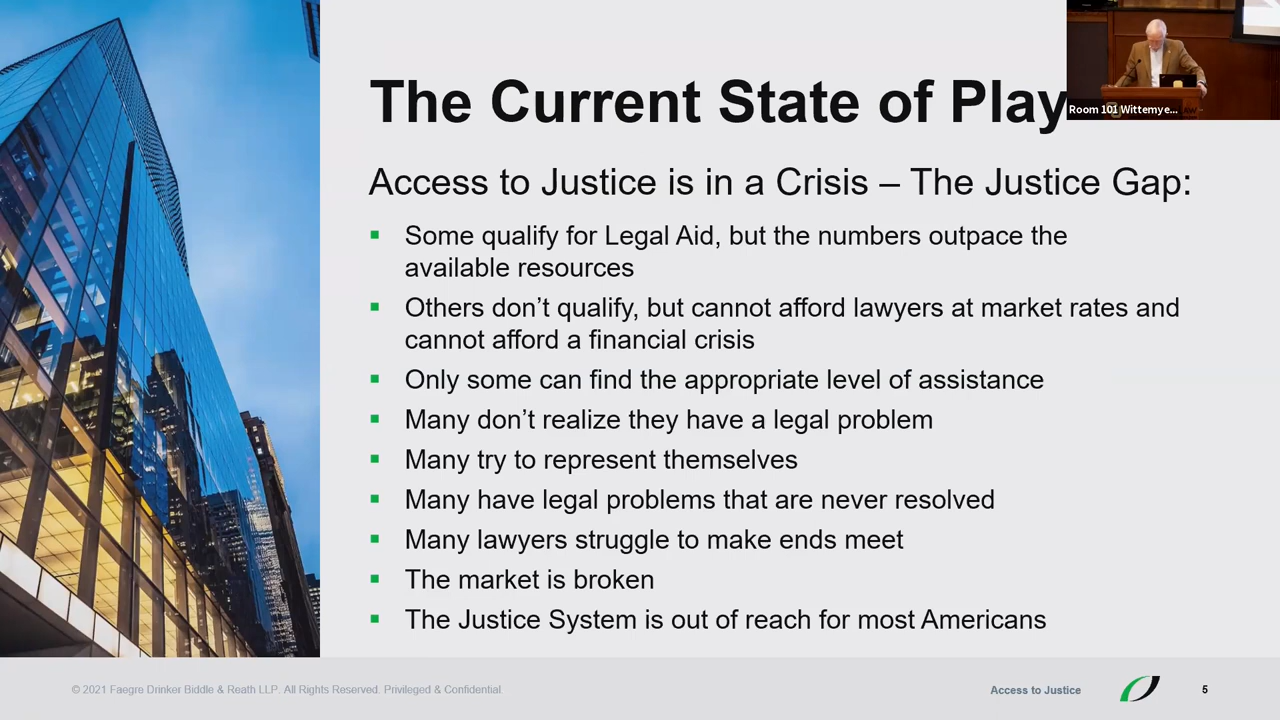 The Current State of Play
Room 101 Wittemye...
Access to Justice is in a Crisis – The Justice Gap:
Some qualify for Legal Aid, but the numbers outpace the
available resources
Others don’t qualify, but cannot afford lawyers at market rates and
cannot afford a financial crisis
Only some can find the appropriate level of assistance
Many don’t realize they have a legal problem
Many try to represent themselves
Many have legal problems that are never resolved
Many lawyers struggle to make ends meet
The market is broken
The Justice System is out of reach for most Americans
© 2021 Faegre Drinker Biddle & Reath LLP. All Rights Reserved. Privileged & Confidential.
Access to Justice
5